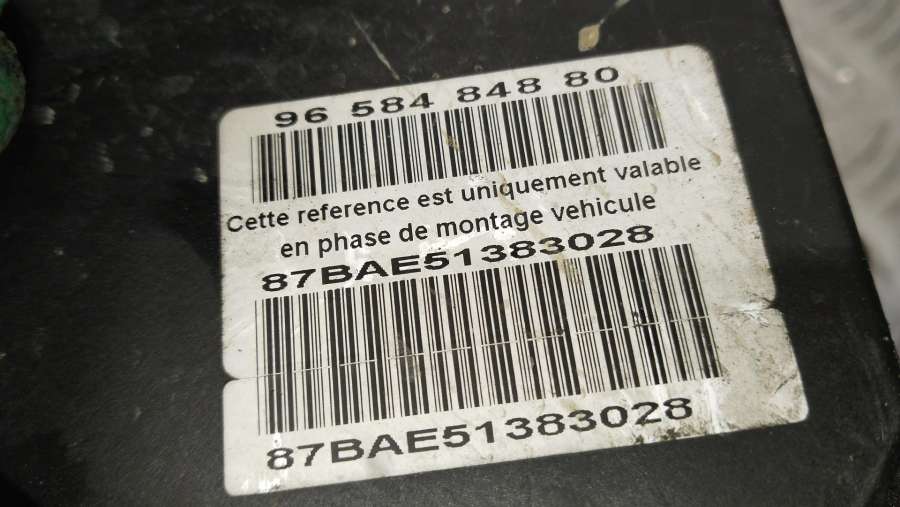 96 584 848 80
Cette reference est uniquement valable
en phase de montage vehicule
87BAE51383028
87BAE51383028